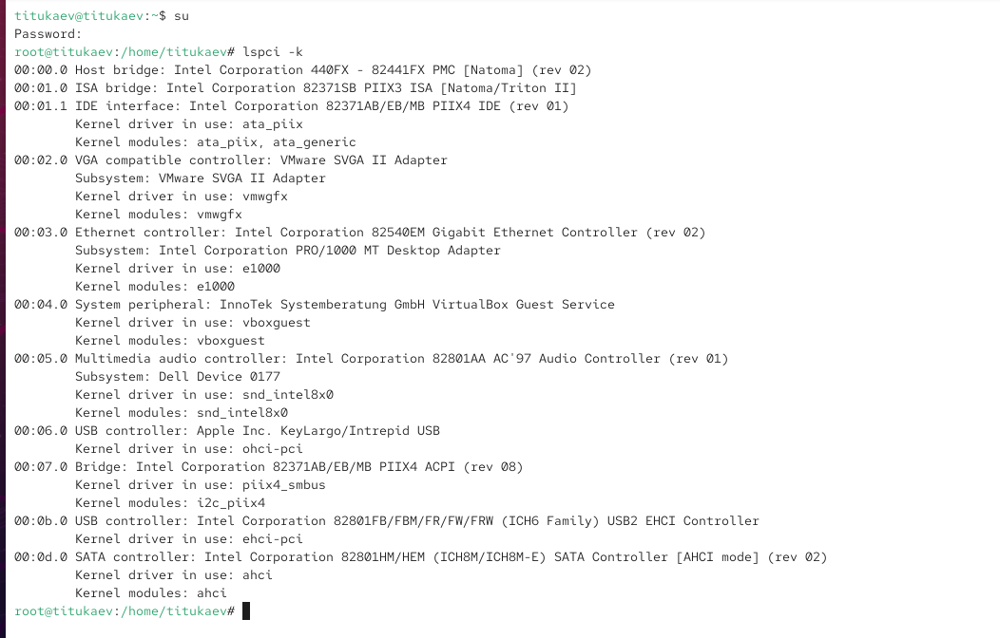 titukaev@titukaev:~$ su
Password:
root@titukaev:/home/titukaev# lspci -k
00:00.0 Host bridge: Intel Corporation 440FX - 82441FX PMC [Natoma] (rev 02)
00:01.0 ISA bridge: Intel Corporation 82371SB PIIX3 ISA [Natoma/Triton II]
00:01.1 IDE interface: Intel Corporation 82371AB/EB/MB PIIX4 IDE (rev 01)
        Kernel driver in use: ata_piix
        Kernel modules: ata_piix, ata_generic
00:02.0 VGA compatible controller: VMware SVGA II Adapter
        Subsystem: VMware SVGA II Adapter
        Kernel driver in use: vmwgfx
        Kernel modules: vmwgfx
00:03.0 Ethernet controller: Intel Corporation 82540EM Gigabit Ethernet Controller (rev 02)
        Subsystem: Intel Corporation PRO/1000 MT Desktop Adapter
        Kernel driver in use: e1000
        Kernel modules: e1000
00:04.0 System peripheral: InnoTek Systemberatung GmbH VirtualBox Guest Service
        Kernel driver in use: vboxguest
        Kernel modules: vboxguest
00:05.0 Multimedia audio controller: Intel Corporation 82801AA AC'97 Audio Controller (rev 01)
        Subsystem: Dell Device 0177
        Kernel driver in use: snd_intel8x0
        Kernel modules: snd_intel8x0
00:06.0 USB controller: Apple Inc. KeyLargo/Intrepid USB
        Kernel driver in use: ohci-pci
00:07.0 Bridge: Intel Corporation 82371AB/EB/MB PIIX4 ACPI (rev 08)
        Kernel driver in use: piix4_smbus
        Kernel modules: i2c_piix4
00:0b.0 USB controller: Intel Corporation 82801FB/FBM/FR/FW/FRW (ICH6 Family) USB2 EHCI Controller
        Kernel driver in use: ehci-pci
00:0d.0 SATA controller: Intel Corporation 82801HM/HEM (ICH8M/ICH8M-E) SATA Controller [AHCI mode] (rev 02)
        Kernel driver in use: ahci
        Kernel modules: ahci
root@titukaev:/home/titukaev#